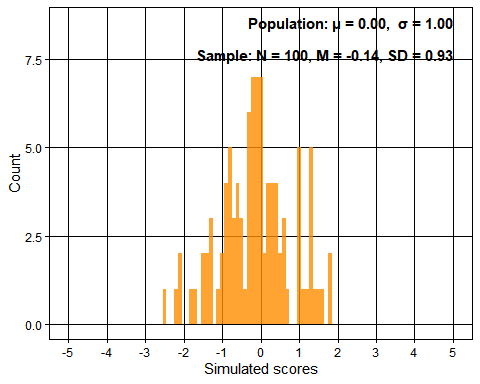 Population: μ = 0.00,  σ = 1.00
Sample: N = 100, M = -0.14, SD = 0.93
7.5
5.0
2.5
0.0
Count
-5 -4 -3 -2 -1 0 1 2 3 4 5
Simulated scores